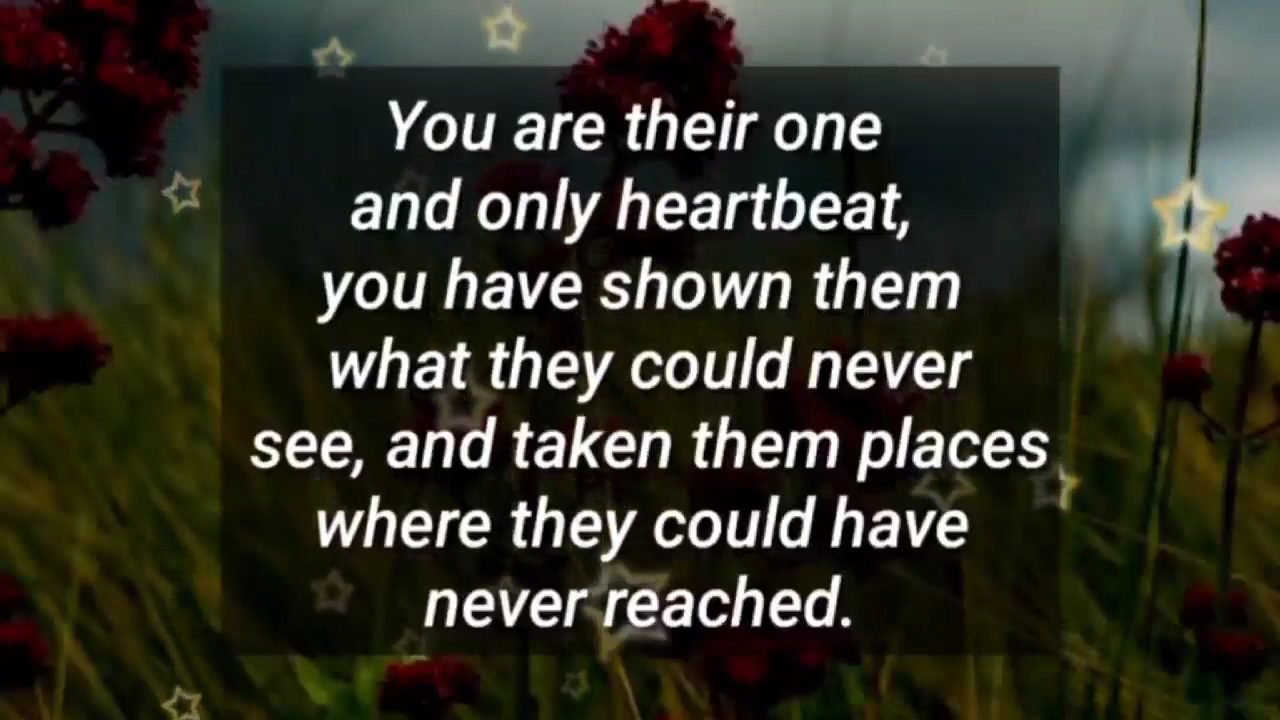 You are their one
and only heartbeat,
you have shown them
what they could never
see, and taken them places
where they could have
never reached.